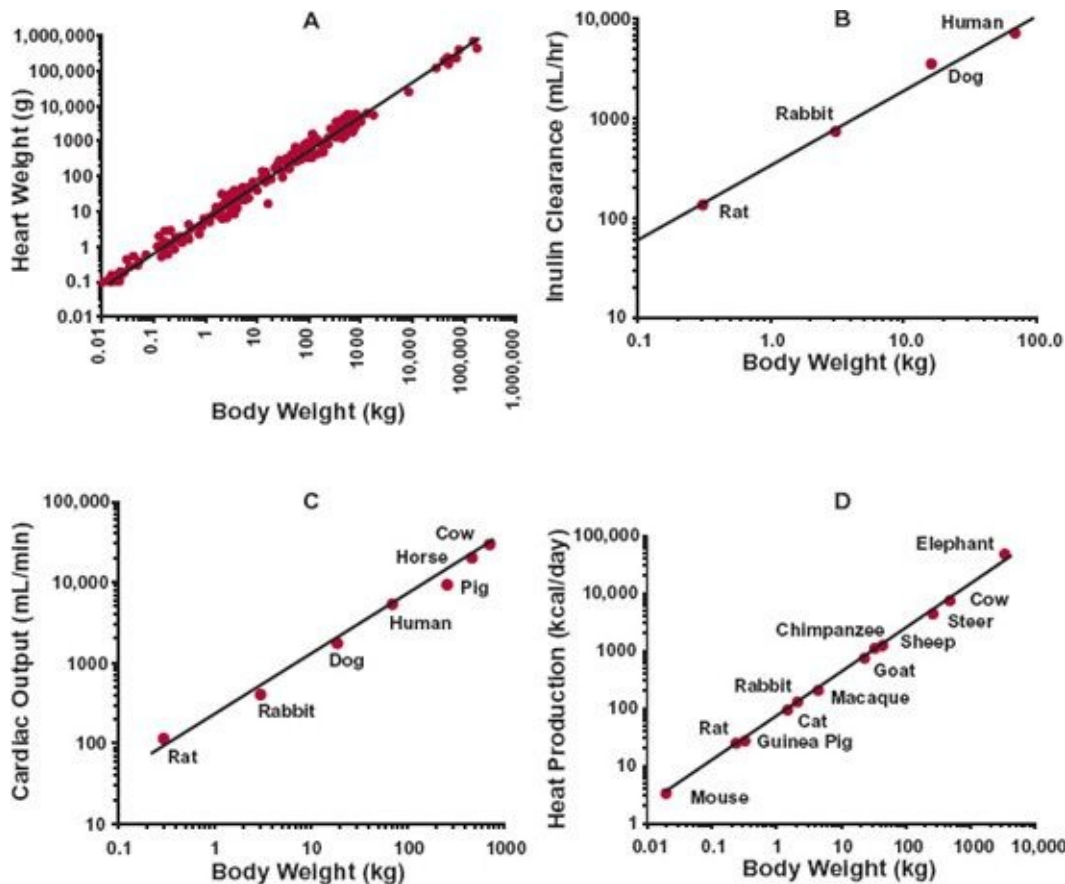 A
Heart Weight (g)
1,000,000
100,000
10,000
1000
100
10
1
0.1
0.01
0.01
0.1
1
10
100
1000
10,000
100,000
1,000,000
Body Weight (kg)
B
Inulin Clearance (mL/hr)
10,000
1000
100
10
Human
Dog
Rabbit
Rat
0.1
1.0
10.0
100.0
Body Weight (kg)
C
Cardiac Output (mL/min)
100,000
10,000
1000
100
10
Cow
Horse
Pig
Human
Dog
Rabbit
Rat
0.1
1
10
100
1000
Body Weight (kg)
D
Heat Production (kcal/day)
100,000
10,000
1000
100
10
1
Elephant
Cow
Steer
Chimpanzee
Sheep
Goat
Rabbit
Macaque
Cat
Rat
Guinea Pig
Mouse
0.01
0.1
1
10
100
1000
10,000
Body Weight (kg)